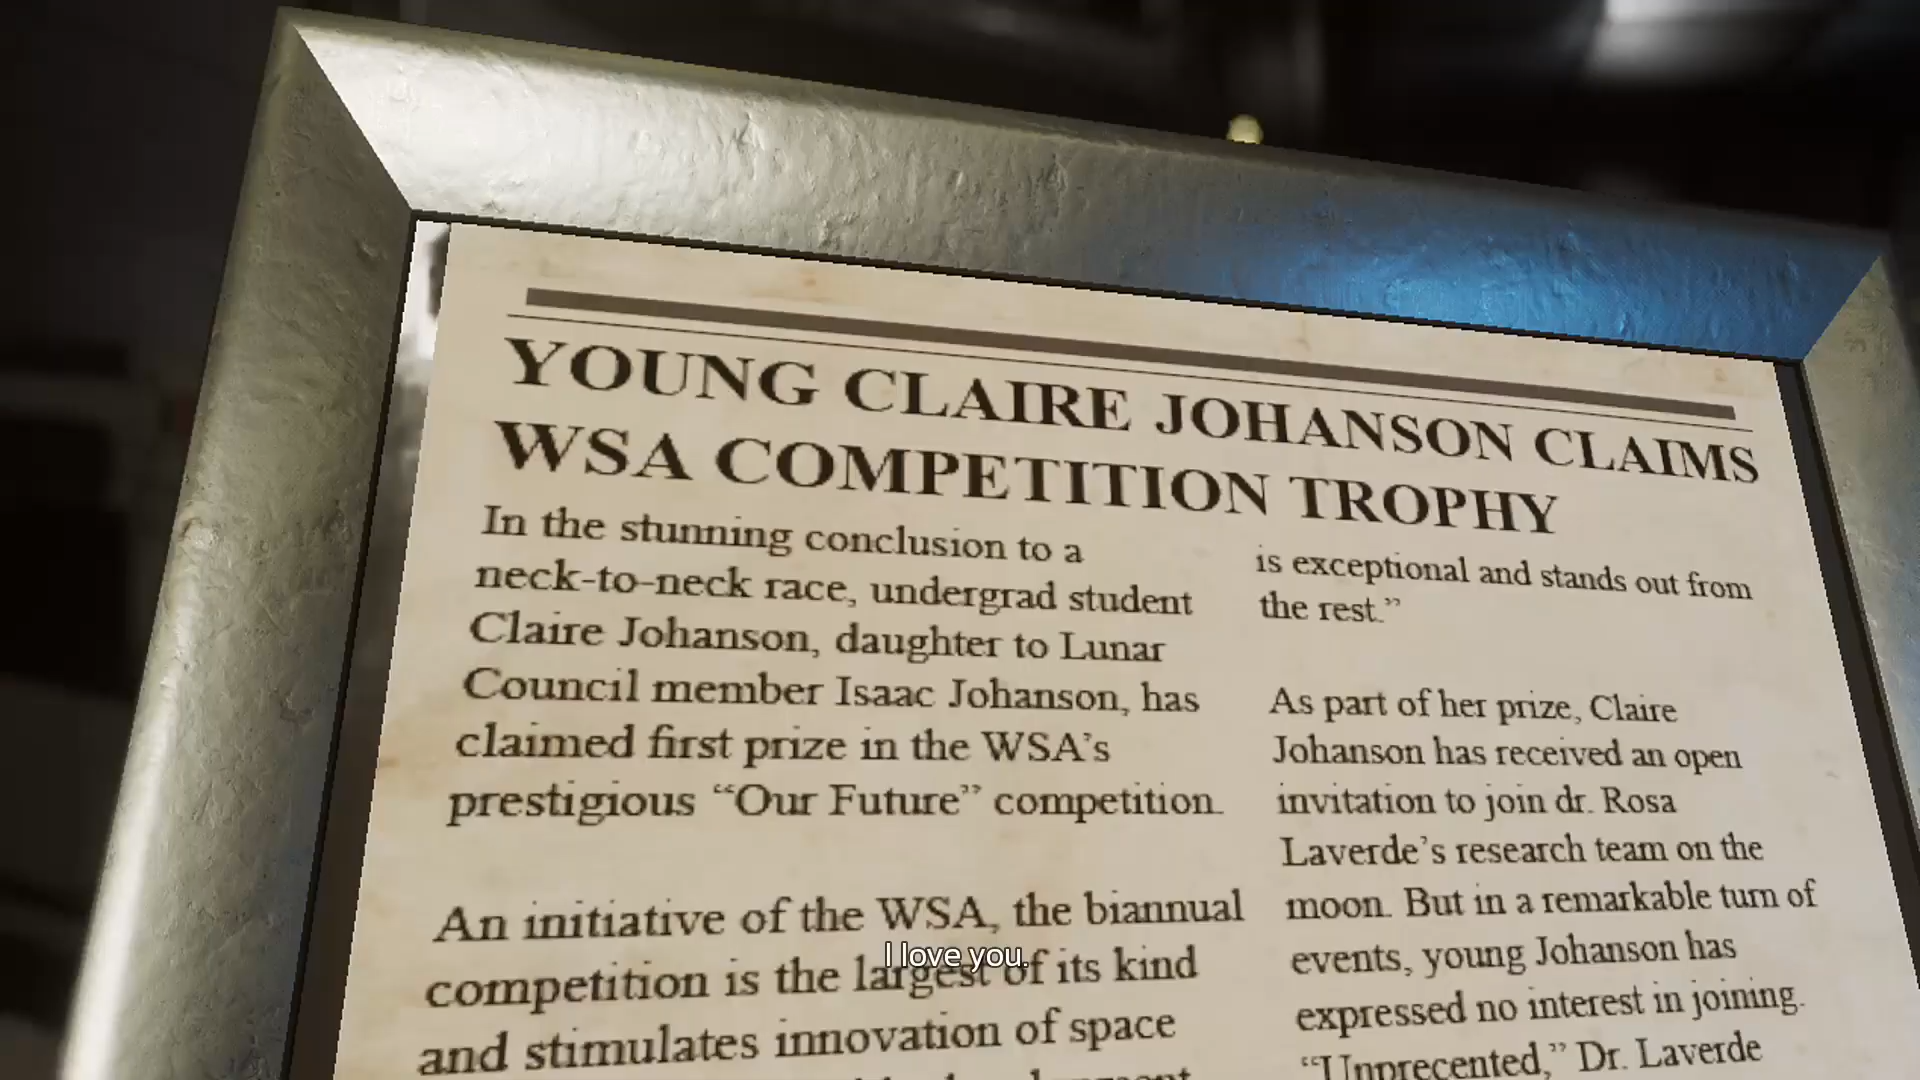 YOUNG CLAIRE JOHANSON CLAIMS
WSA COMPETITION TROPHY
In the stunning conclusion to a
neck-to-neck race, undergrad student
Claire Johanson, daughter to Lunar
Council member Isaac Johanson, has
claimed first prize in the WSA's
prestigious “Our Future” competition.
An initiative of the WSA, the biannual
competition is the largest of its kind
and stimulates innovation of space
is exceptional and stands out from
the rest.”
As part of her prize, Claire
Johanson has received an open
invitation to join dr. Rosa
Laverde's research team on the
moon. But in a remarkable turn of
events, young Johanson has
expressed no interest in joining.
“Unprecented,” Dr. Laverde
I love you.